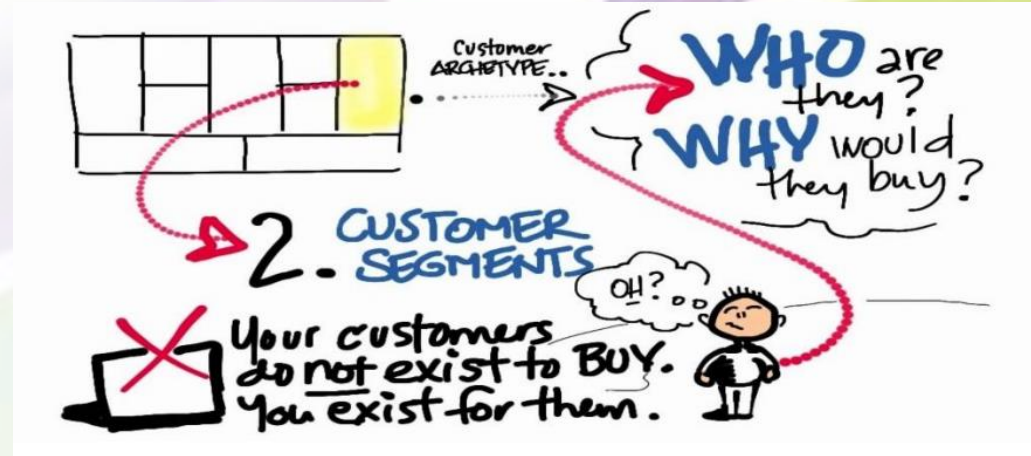 Customer
ARCHETYPE..
WHO are
they?
WHY would
they buy?
2. CUSTOMER
SEGMENTS
OH?
Your customers
do not exist to BUY.
You exist for them.